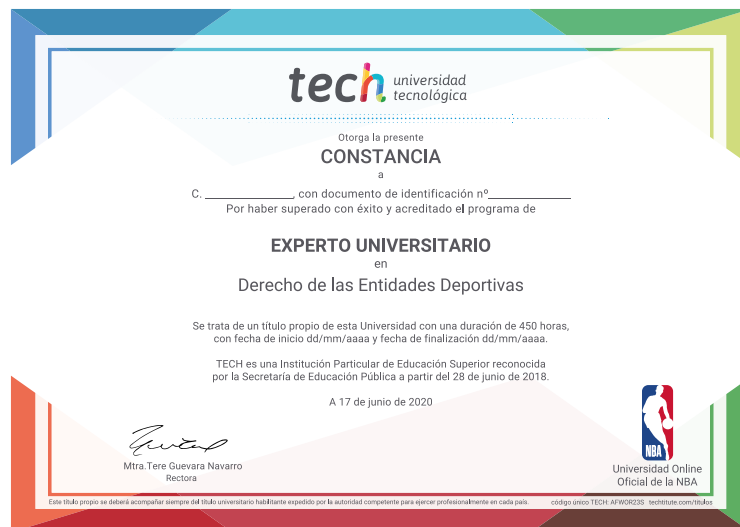 tech universidad
tecnológica
Otorga la presente
CONSTANCIA
a
C. ______________, con documento de identificación nº______________
Por haber superado con éxito y acreditado el programa de
EXPERTO UNIVERSITARIO
en
Derecho de las Entidades Deportivas
Se trata de un título propio de esta Universidad con una duración de 450 horas,
con fecha de inicio dd/mm/aaaa y fecha de finalización dd/mm/aaaa.
TECH es una Institución Particular de Educación Superior reconocida
por la Secretaría de Educación Pública a partir del 28 de junio de 2018.
A 17 de junio de 2020
Mtra.Tere Guevara Navarro
Rectora
NBA
Universidad Online
Oficial de la NBA
Este título propio se deberá acompañar siempre del título universitario habilitante expedido por la autoridad competente para ejercer profesionalmente en cada país. código único TECH: AFWOR23S techtitute.com/títulos